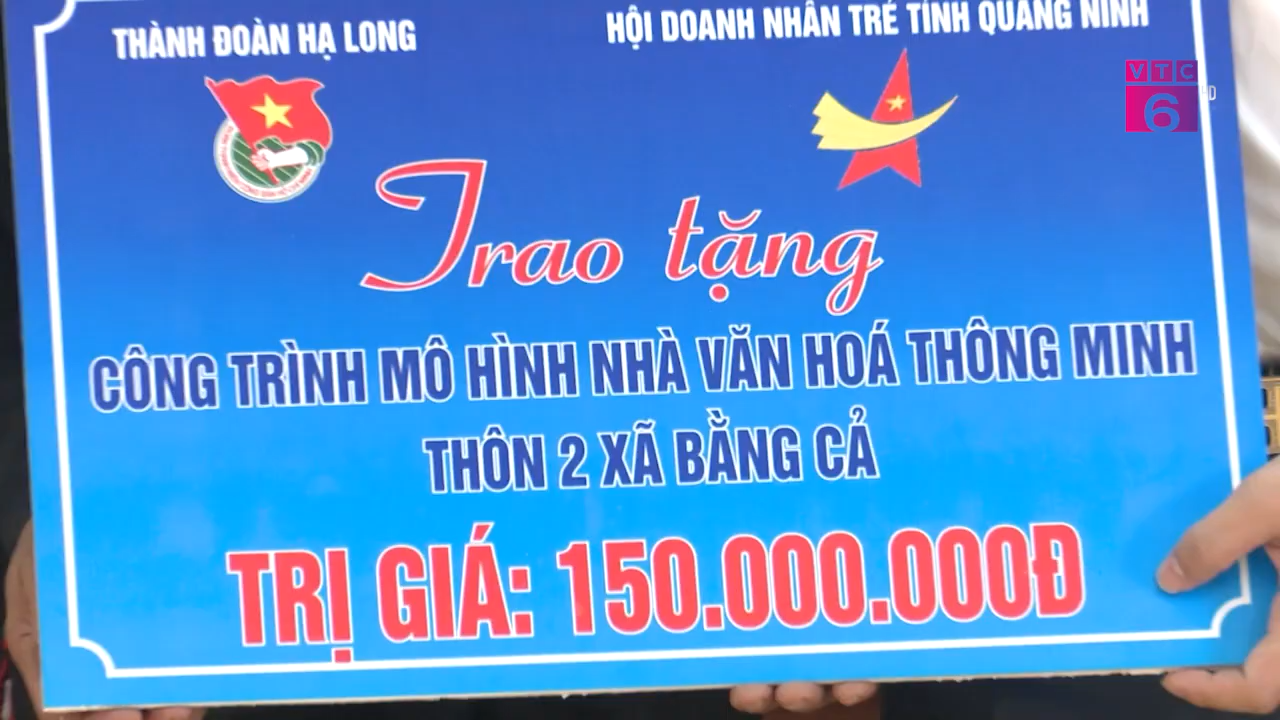 THÀNH ĐOÀN HẠ LONG
HỘI DOANH NHÂN TRẺ TỈNH QUẢNG NINH
VTC
6
HD
Trao tặng
CÔNG TRÌNH MÔ HÌNH NHÀ VĂN HOÁ THÔNG MINH
THÔN 2 XÃ BẰNG CẢ
TRỊ GIÁ: 150.000.000Đ